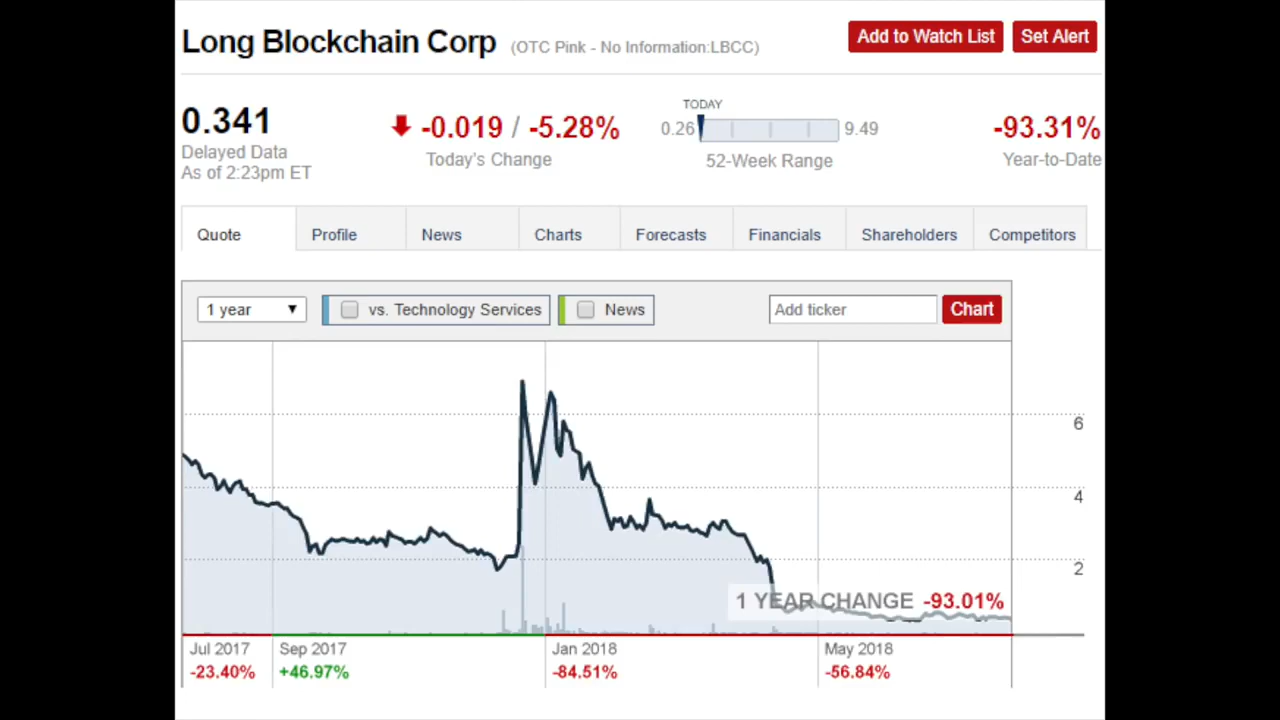 Long Blockchain Corp (OTC Pink - No Information:LBCC)
Add to Watch List
Set Alert
0.341
Delayed Data
As of 2:23pm ET
-0.019 / -5.28%
Today's Change
TODAY
0.26
9.49
52-Week Range
-93.31%
Year-to-Date
Quote
Profile
News
Charts
Forecasts
Financials
Shareholders
Competitors
1 year
vs. Technology Services
News
Add ticker
Chart
6
4
2
1 YEAR CHANGE -93.01%
Jul 2017
-23.40%
Sep 2017
+46.97%
Jan 2018
-84.51%
May 2018
-56.84%